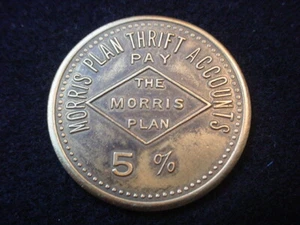 MORRIS PLAN THRIFT ACCOUNTS
PAY
THE
MORRIS
PLAN
5 %